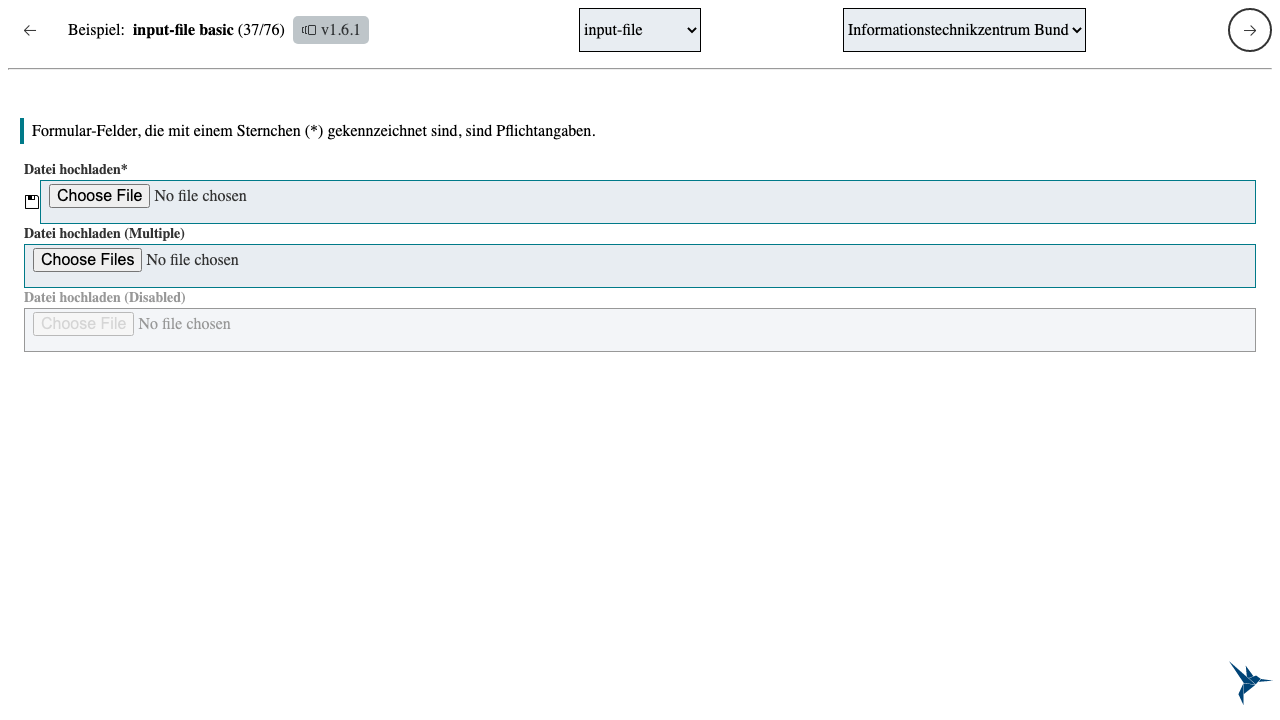 Beispiel: input-file basic (37/76) v1.6.1 input-file Informationstechnikzentrum Bund
Formular-Felder, die mit einem Sternchen (*) gekennzeichnet sind, sind Pflichtangaben.
Datei hochladen*
Choose File No file chosen
Datei hochladen (Multiple)
Choose Files No file chosen
Datei hochladen (Disabled)
Choose File No file chosen